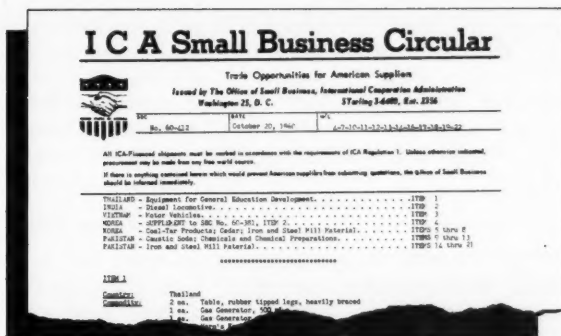 I C A Small Business Circular
Trade Opportunities for American Suppliers
Issued by The Office of Small Business, International Cooperation Administration
Washington 25, D. C. STerling 3-6600, Ext. 2356
SBC DATE
No. 60-412 October 20, 1960
All ICA-Financed shipments must be marked in accordance with the requirements of ICA Regulation 1. Unless otherwise indicated,
procurement may be made from any free world source.
If there is anything contained herein which would prevent American suppliers from submitting quotations, the Office of Small Business
should be informed immediately.
THAILAND - Equipment for General Education Development. . . . ITEM 1
INDIA - Diesel Locomotive. . . . ITEM 2
VIETNAM - Motor Vehicles. . . . ITEM 3
KOREA - SUPPLEMENT to SBC No. 60-381, ITEM 2. . . . ITEM 4
KOREA - Coal-Tar Products; Cedar; Iron and Steel Mill Material. . . . ITEMS 5 thru 8
PAKISTAN - Caustic Soda; Chemicals and Chemical Preparations. . . . ITEMS 9 thru 13
PAKISTAN - Iron and Steel Mill Material. . . . ITEMS 14 thru 21
ITEM 1
Country: Thailand
Commodity: 2 ea. Table, rubber tipped legs, heavily braced
1 ea. Gas Generator, 500
1 ea. Gas Generator